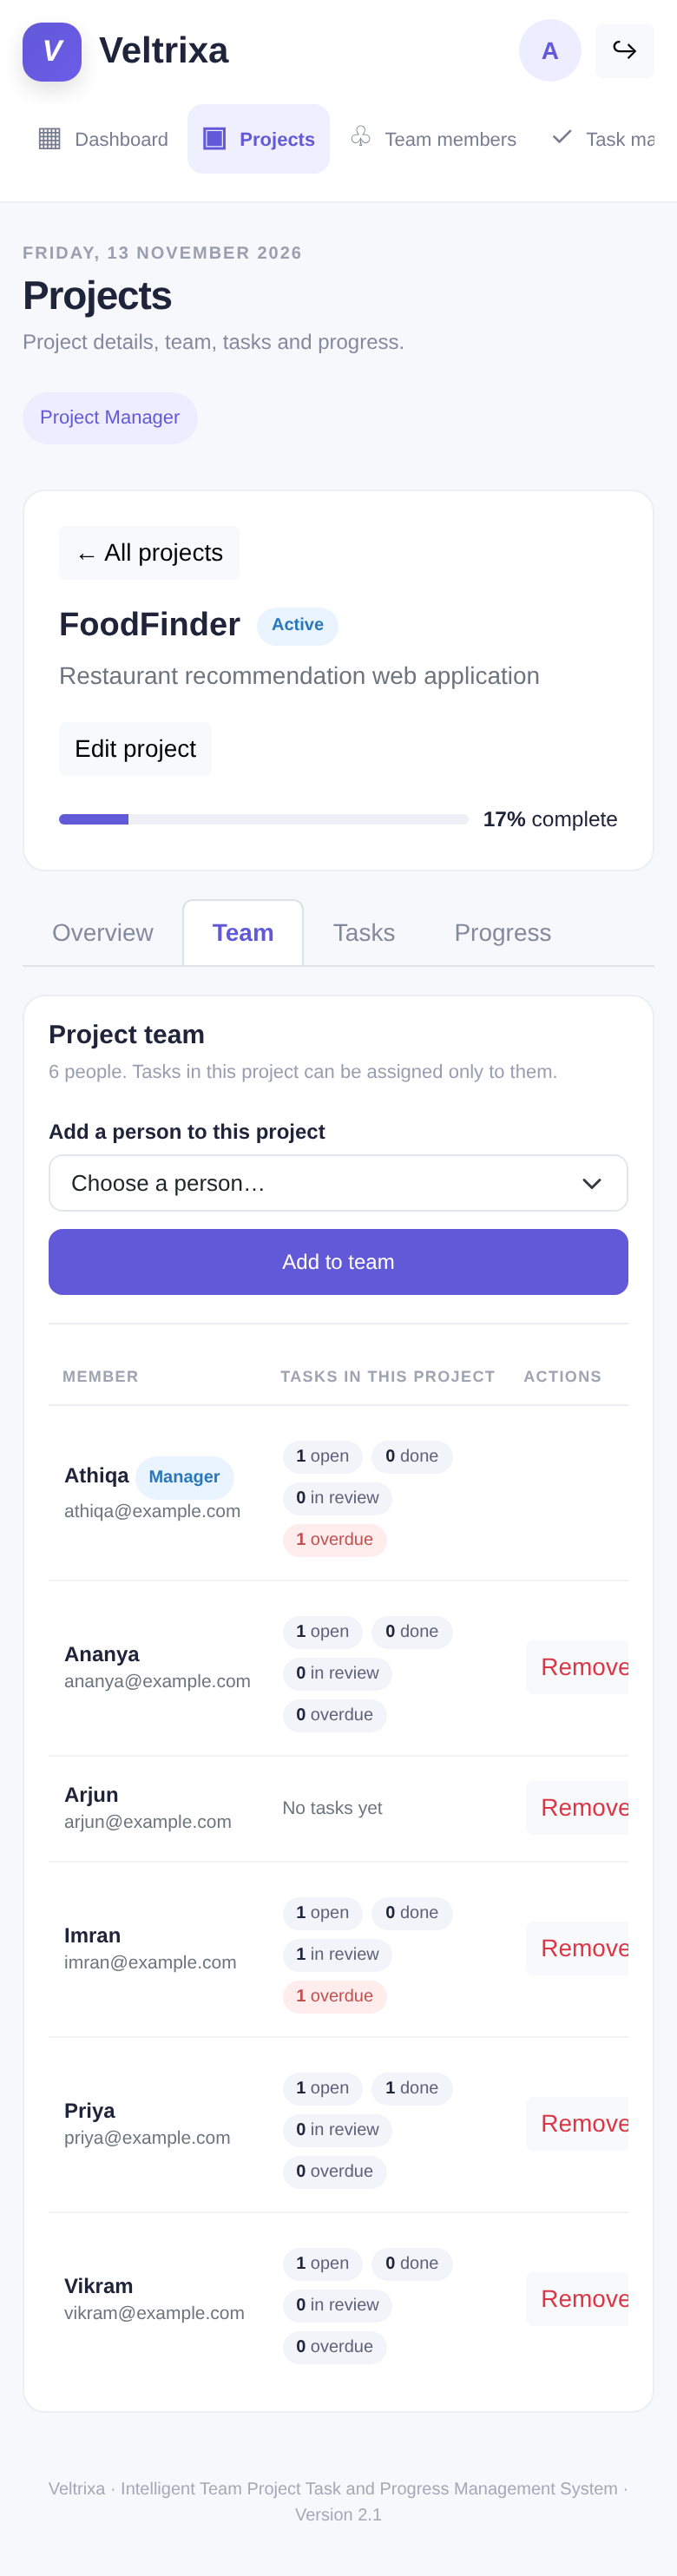 V Veltrixa A
Dashboard Projects Team members Task ma
FRIDAY, 13 NOVEMBER 2026
Projects
Project details, team, tasks and progress.
Project Manager
← All projects
FoodFinder Active
Restaurant recommendation web application
Edit project
17% complete
Overview Team Tasks Progress
Project team
6 people. Tasks in this project can be assigned only to them.
Add a person to this project
Choose a person…
Add to team
MEMBER TASKS IN THIS PROJECT ACTIONS
Athiqa Manager
athiqa@example.com
1 open 0 done
0 in review
1 overdue
Ananya
ananya@example.com
1 open 0 done
0 in review
0 overdue
Remove
Arjun
arjun@example.com
No tasks yet
Remove
Imran
imran@example.com
1 open 0 done
1 in review
1 overdue
Remove
Priya
priya@example.com
1 open 1 done
0 in review
0 overdue
Remove
Vikram
vikram@example.com
1 open 0 done
0 in review
0 overdue
Remove
Veltrixa · Intelligent Team Project Task and Progress Management System ·
Version 2.1